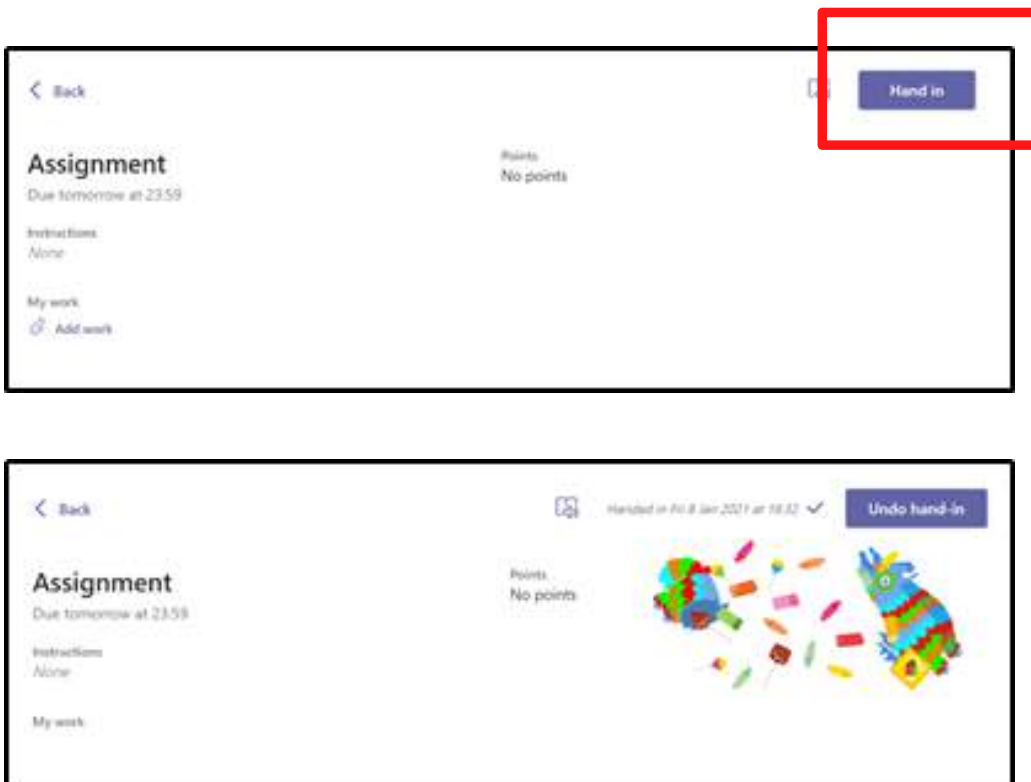 Back
Hand in
Assignment
Points
No points
Due tomorrow at 23:59
Instructions
None
My work
Add work
Back
Handed in Fri 8 Jan 2021 at 18:32
Undo hand-in
Assignment
Points
No points
Due tomorrow at 23:59
Instructions
None
My work